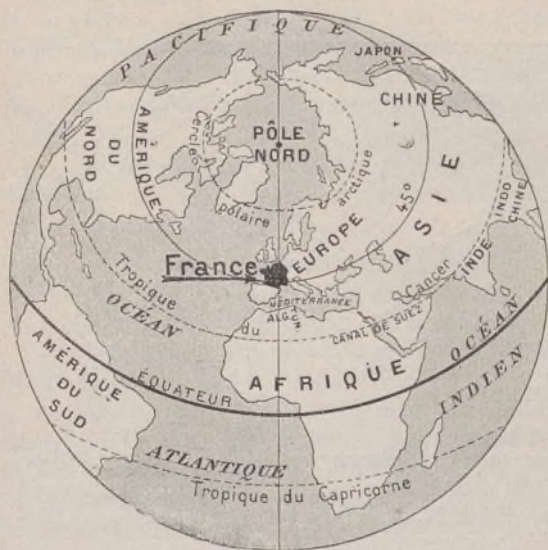 PACIFIQUE
JAPON
CHINE
AMÉRIQUE
DU
NORD
Cercle
polaire
arctique
PÔLE
NORD
45°
ASIE
INDO
CHINE
INDE
EUROPE
France
MÉDITERRANÉE
ALG.
Tropique
du
Cancer
CANAL DE SUEZ
OCÉAN
ATLANTIQUE
OCÉAN
INDIEN
AFRIQUE
ÉQUATEUR
AMÉRIQUE
DU
SUD
Tropique du Capricorne